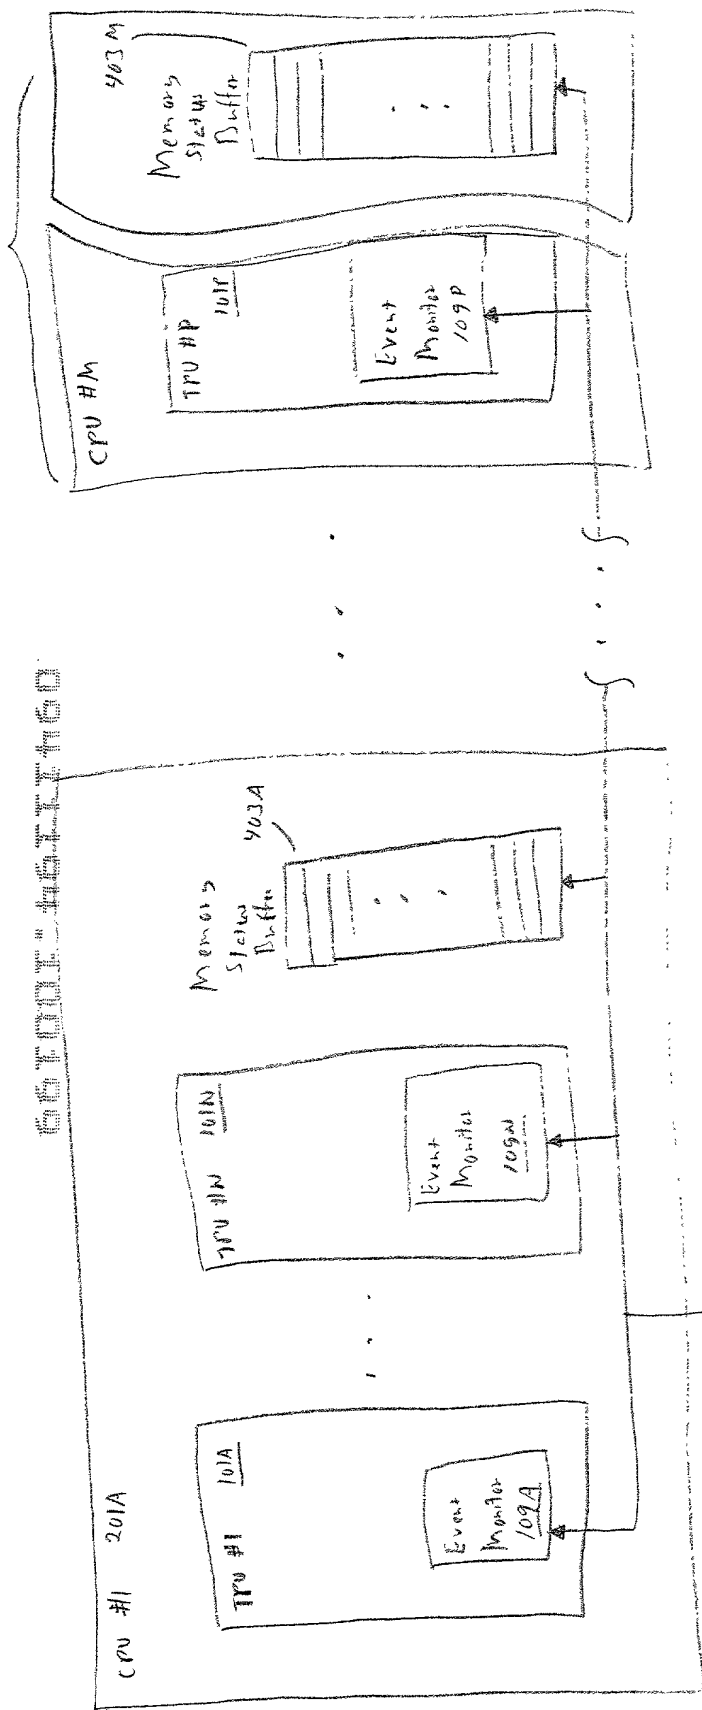 CPU #1 201A
TPU #1 101A
Event
Monitor
109A
TPU #N 101N
Event
Monitor
109N
Memory
Status
Buffer
403A
CPU #M
TPU #P 101P
Event
Monitor
109P
Memory
Status
Buffer
403M